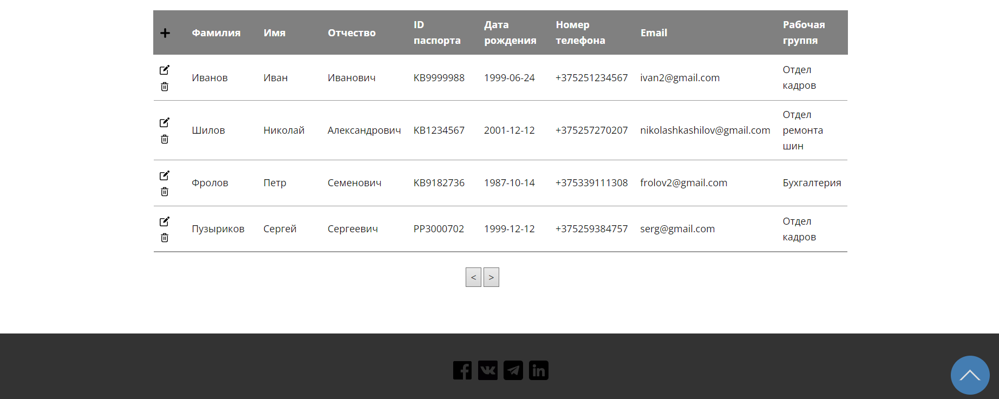 Фамилия Имя Отчество ID паспорта Дата рождения Номер телефона Email Рабочая группа
Иванов Иван Иванович KB9999988 1999-06-24 +375251234567 ivan2@gmail.com Отдел кадров
Шилов Николай Александрович KB1234567 2001-12-12 +375257270207 nikolashkashilov@gmail.com Отдел ремонта шин
Фролов Петр Семенович KB9182736 1987-10-14 +375339111308 frolov2@gmail.com Бухгалтерия
Пузыриков Сергей Сергеевич PP3000702 1999-12-12 +375259384757 serg@gmail.com Отдел кадров
< >